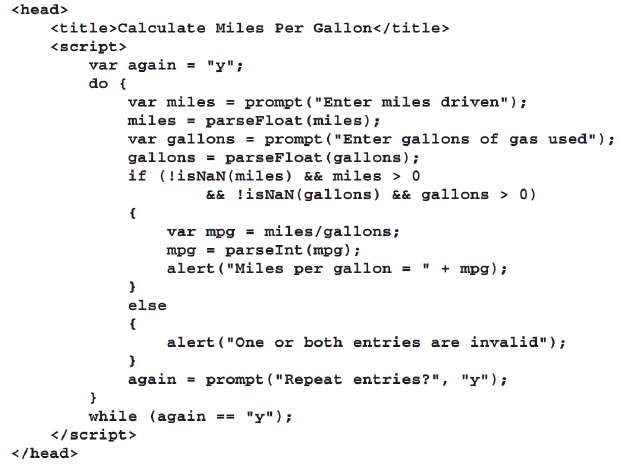 <head>
    <title>Calculate Miles Per Gallon</title>
    <script>
        var again = "y";
        do {
            var miles = prompt("Enter miles driven");
            miles = parseFloat(miles);
            var gallons = prompt("Enter gallons of gas used");
            gallons = parseFloat(gallons);
            if (!isNaN(miles) && miles > 0
                    && !isNaN(gallons) && gallons > 0)
            {
                var mpg = miles/gallons;
                mpg = parseInt(mpg);
                alert("Miles per gallon = " + mpg);
            }
            else
            {
                alert("One or both entries are invalid");
            }
            again = prompt("Repeat entries?", "y");
        }
        while (again == "y");
    </script>
</head>